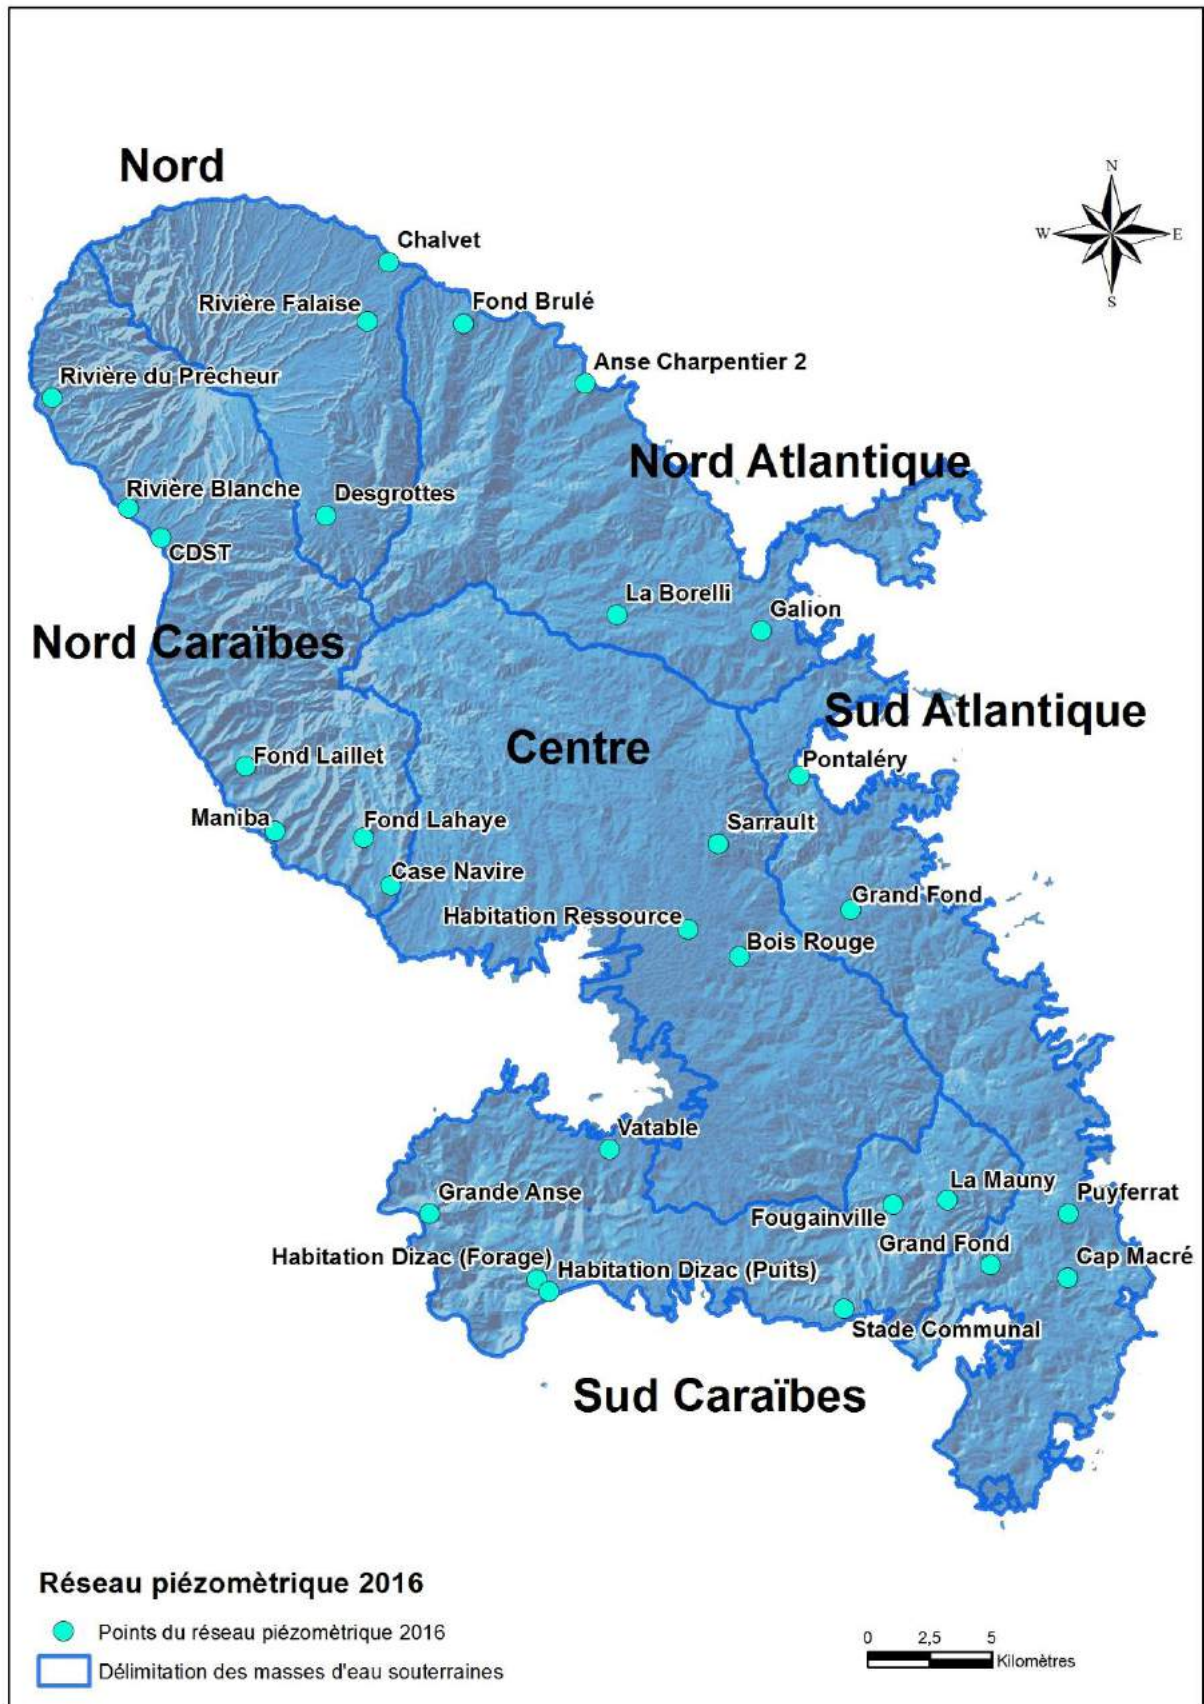 Nord
N
W
E
S
Chalvet
Rivière Falaise
Fond Brulé
Anse Charpentier 2
Rivière du Prêcheur
Nord Atlantique
Rivière Blanche
Desgrottes
CDST
La Borelli
Galion
Nord Caraïbes
Sud Atlantique
Centre
Fond Laillet
Pontaléry
Maniba
Fond Lahaye
Sarrault
Case Navire
Grand Fond
Habitation Ressource
Bois Rouge
Vatable
La Mauny
Grande Anse
Puyferrat
Fougainville
Grand Fond
Habitation Dizac (Forage)
Habitation Dizac (Puits)
Cap Macré
Stade Communal
Sud Caraïbes
Réseau piézomètrique 2016
Points du réseau piézomètrique 2016
Délimitation des masses d'eau souterraines
0 2,5 5
Kilomètres